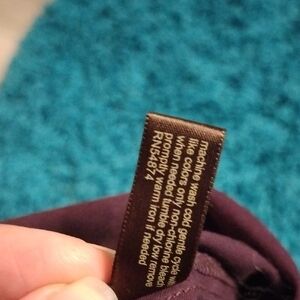 machine wash cold gentle cycle with
like colors only non-chlorine bleach
when needed tumble dry low remove
promptly warm iron if needed
RN54874